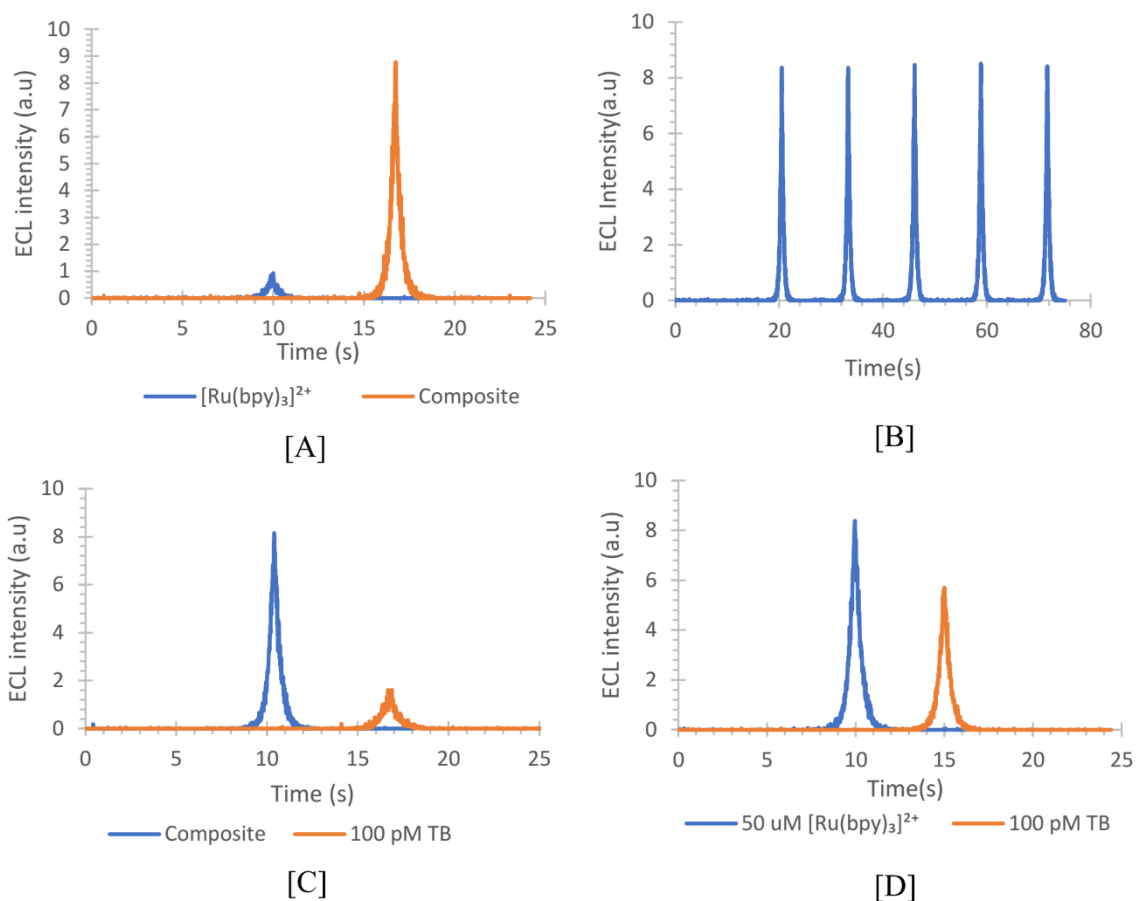 ECL intensity (a.u)
10
9
8
7
6
5
4
3
2
1
0
0 5 10 15 20 25
Time (s)
[Ru(bpy)₃]²⁺ Composite
[A]
ECL Intensity(a.u)
10
8
6
4
2
0
0 20 40 60 80
Time(s)
[B]
ECL intensity (a.u)
10
8
6
4
2
0
0 5 10 15 20 25
Time (s)
Composite 100 pM TB
[C]
ECL intensity (a.u)
10
8
6
4
2
0
0 5 10 15 20 25
Time(s)
50 uM [Ru(bpy)₃]²⁺ 100 pM TB
[D]